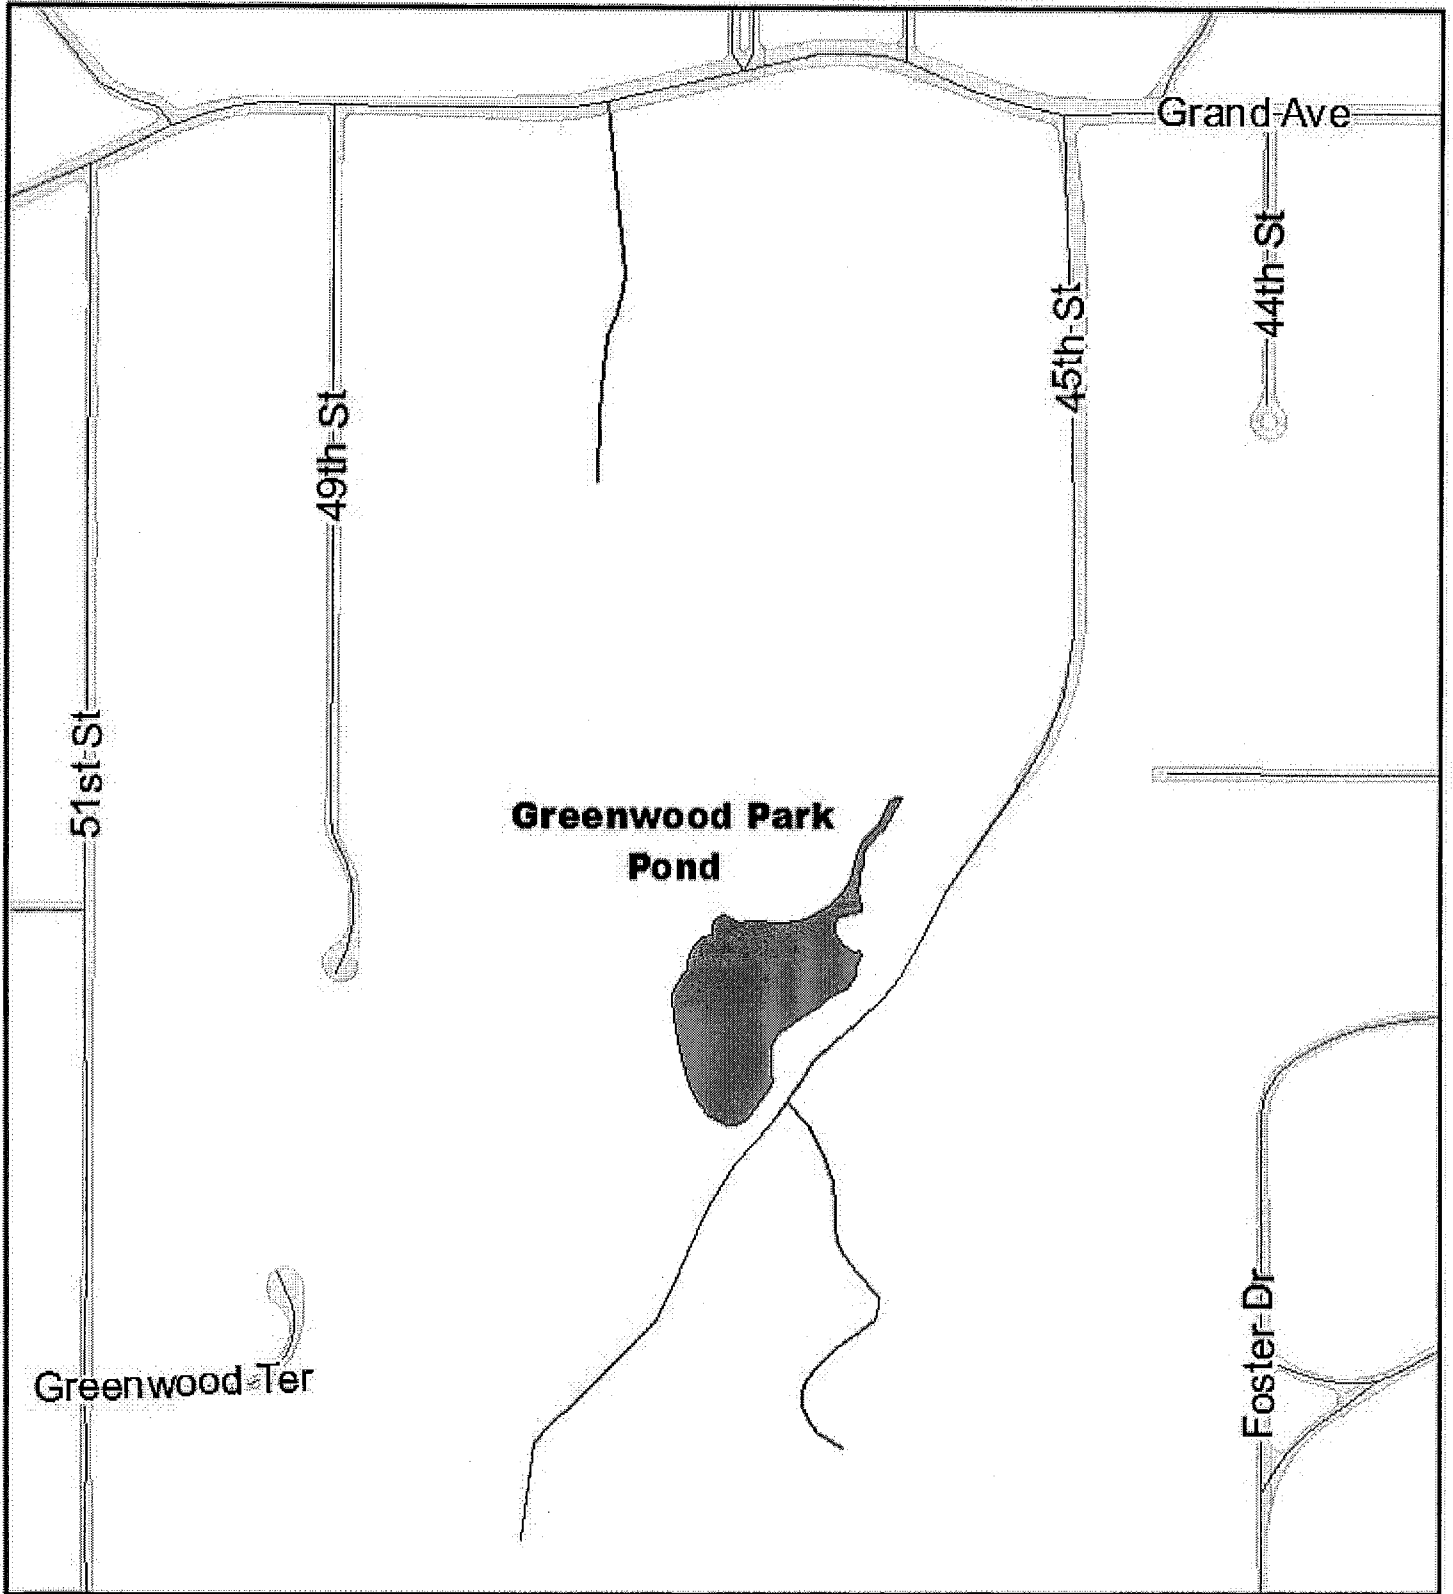 Grand Ave
44th St
45th St
49th St
51st St
Greenwood Park
Pond
Foster Dr
Greenwood Ter